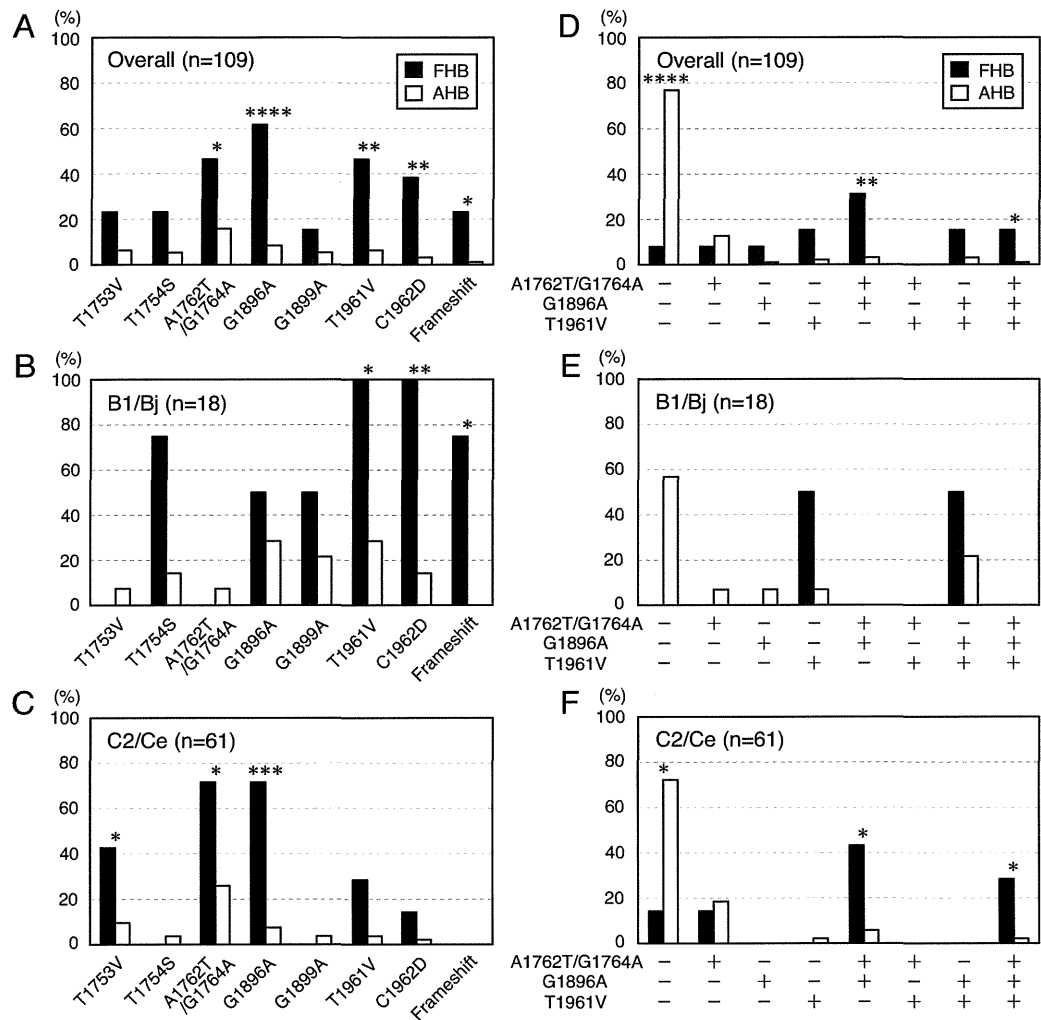 A
(%)
100
80
60
40
20
0
Overall (n=109)
FHB
AHB
*
****
**
**
*
T1753V
T1754S
A1762T
/G1764A
G1896A
G1899A
T1961V
C1962D
Frameshift
B
(%)
100
80
60
40
20
0
B1/Bj (n=18)
*
**
*
T1753V
T1754S
A1762T
/G1764A
G1896A
G1899A
T1961V
C1962D
Frameshift
C
(%)
100
80
60
40
20
0
C2/Ce (n=61)
*
*
***
T1753V
T1754S
A1762T
/G1764A
G1896A
G1899A
T1961V
C1962D
Frameshift
D
(%)
100
80
60
40
20
0
Overall (n=109)
FHB
AHB
****
**
*
A1762T/G1764A − + − − + + − +
G1896A − − + − + − + +
T1961V − − − + − + + +
E
(%)
100
80
60
40
20
0
B1/Bj (n=18)
A1762T/G1764A − + − − + + − +
G1896A − − + − + − + +
T1961V − − − + − + + +
F
(%)
100
80
60
40
20
0
C2/Ce (n=61)
*
*
*
A1762T/G1764A − + − − + + − +
G1896A − − + − + − + +
T1961V − − − + − + + +